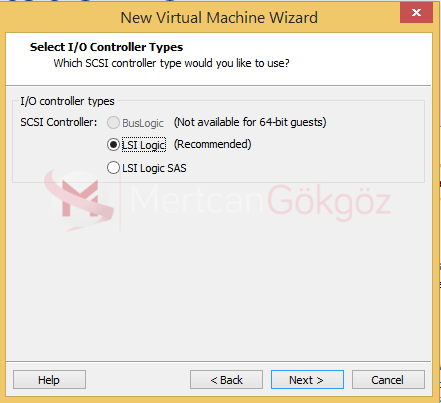 New Virtual Machine Wizard
Select I/O Controller Types
Which SCSI controller type would you like to use?
I/O controller types
SCSI Controller: BusLogic (Not available for 64-bit guests)
LSI Logic (Recommended)
LSI Logic SAS
MertcanGökgöz
Help < Back Next > Cancel